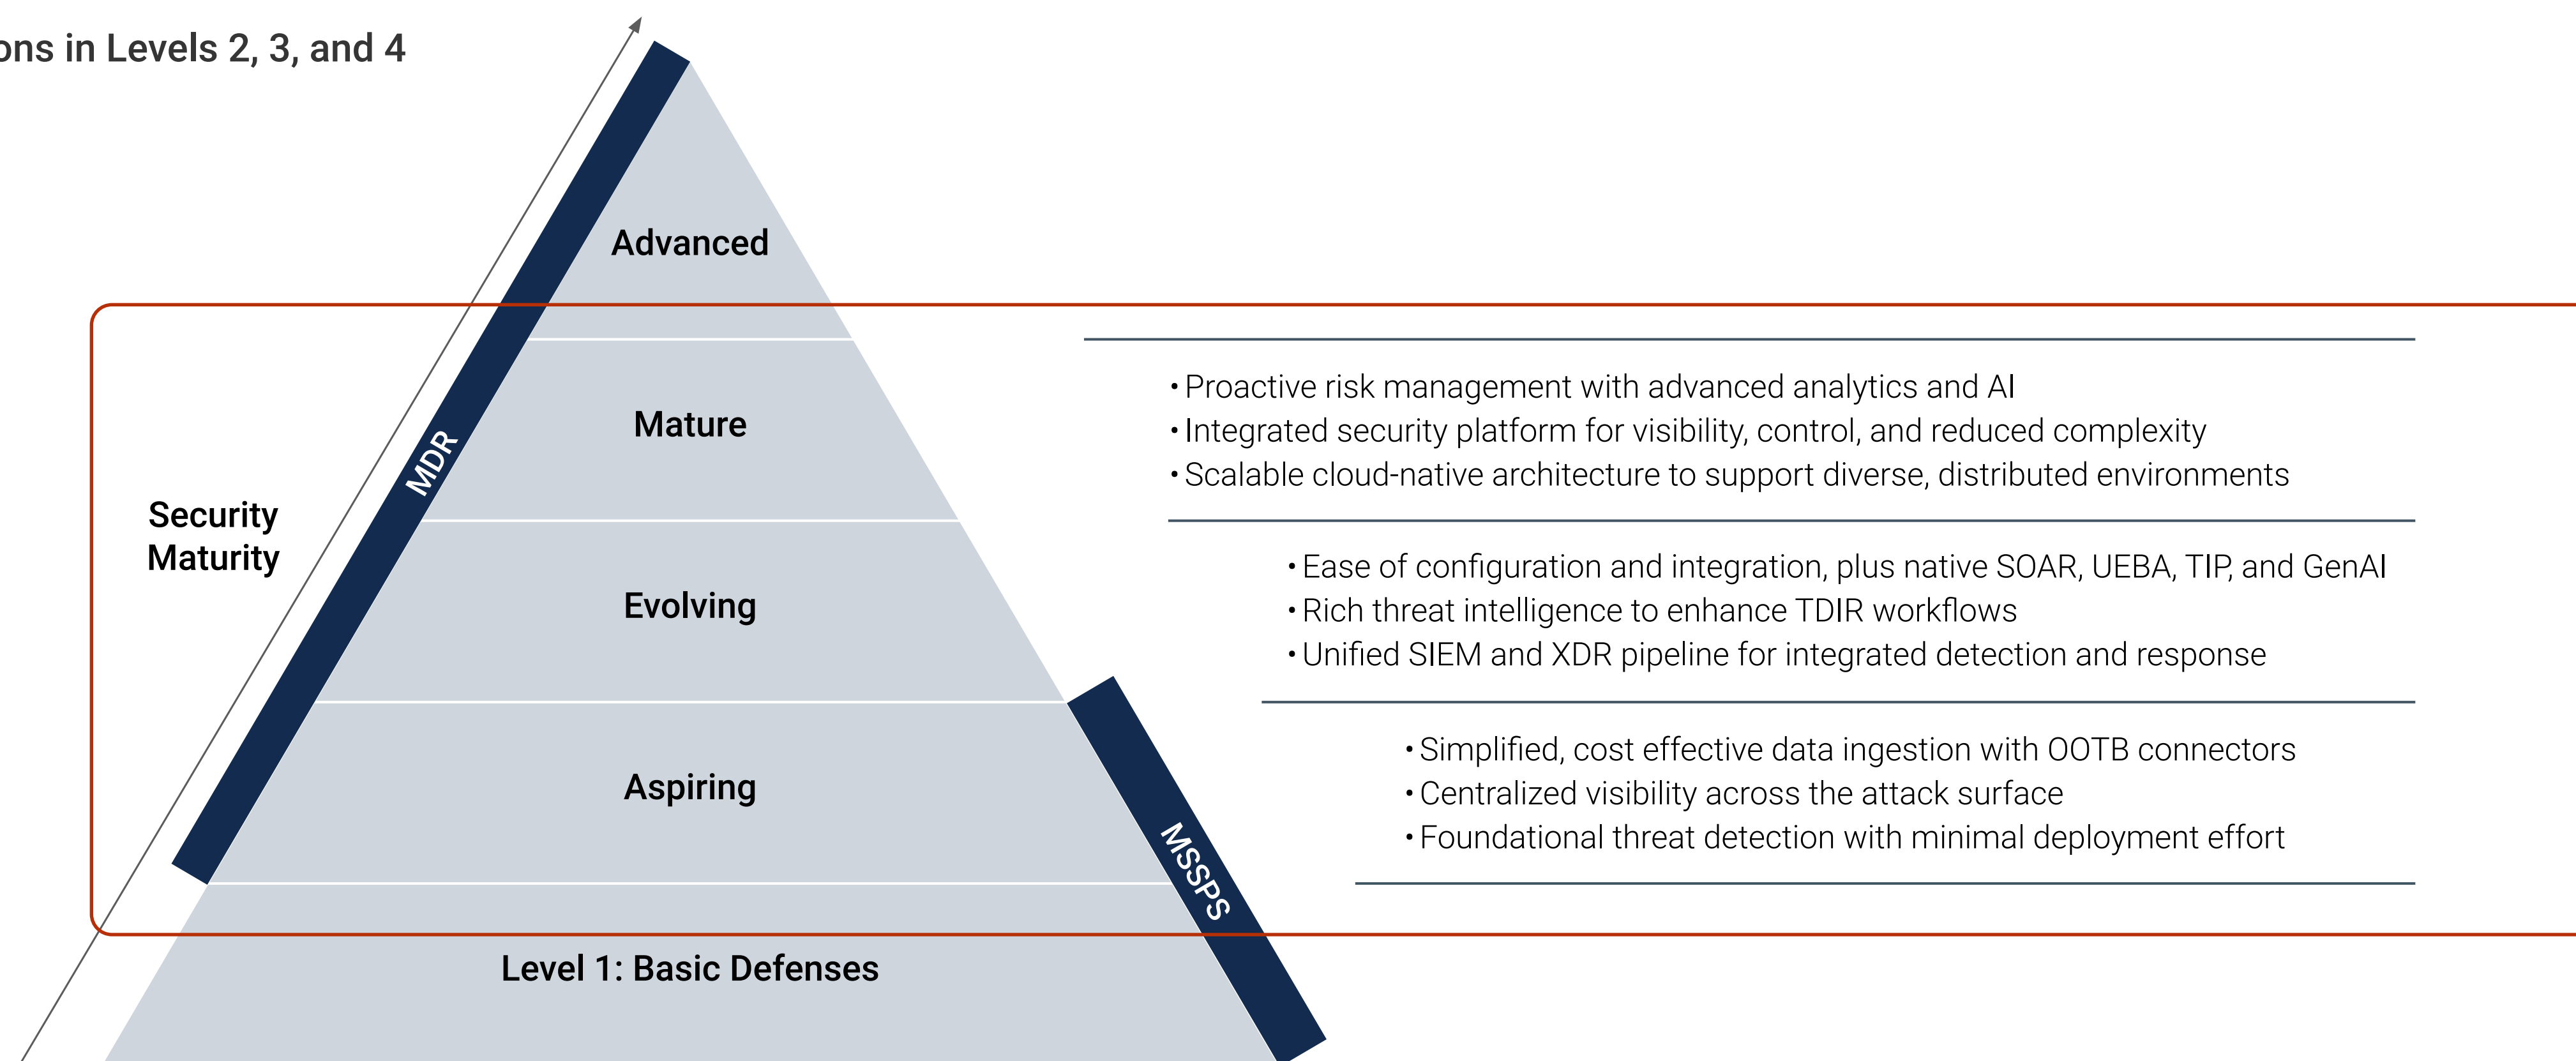 ons in Levels 2, 3, and 4
Advanced
Mature
Evolving
Aspiring
Level 1: Basic Defenses
MDR
MSSPS
Security
Maturity
• Proactive risk management with advanced analytics and AI
• Integrated security platform for visibility, control, and reduced complexity
• Scalable cloud-native architecture to support diverse, distributed environments
• Ease of configuration and integration, plus native SOAR, UEBA, TIP, and GenAI
• Rich threat intelligence to enhance TDIR workflows
• Unified SIEM and XDR pipeline for integrated detection and response
• Simplified, cost effective data ingestion with OOTB connectors
• Centralized visibility across the attack surface
• Foundational threat detection with minimal deployment effort